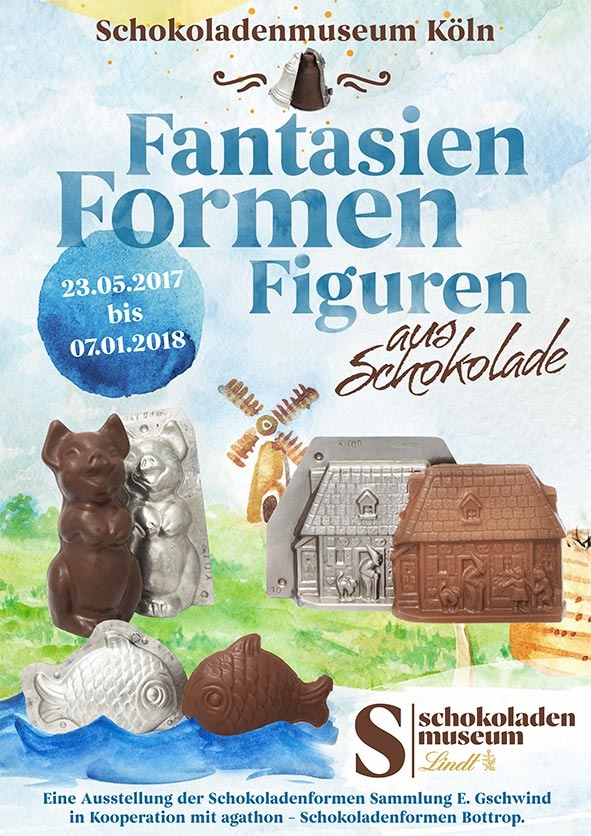 Schokoladenmuseum Köln
Fantasien
Formen
Figuren
aus
Schokolade
23.05.2017
bis
07.01.2018
S schokoladen
museum
Lindt
Eine Ausstellung der Schokoladenformen Sammlung E. Gschwind
in Kooperation mit agathon – Schokoladenformen Bottrop.